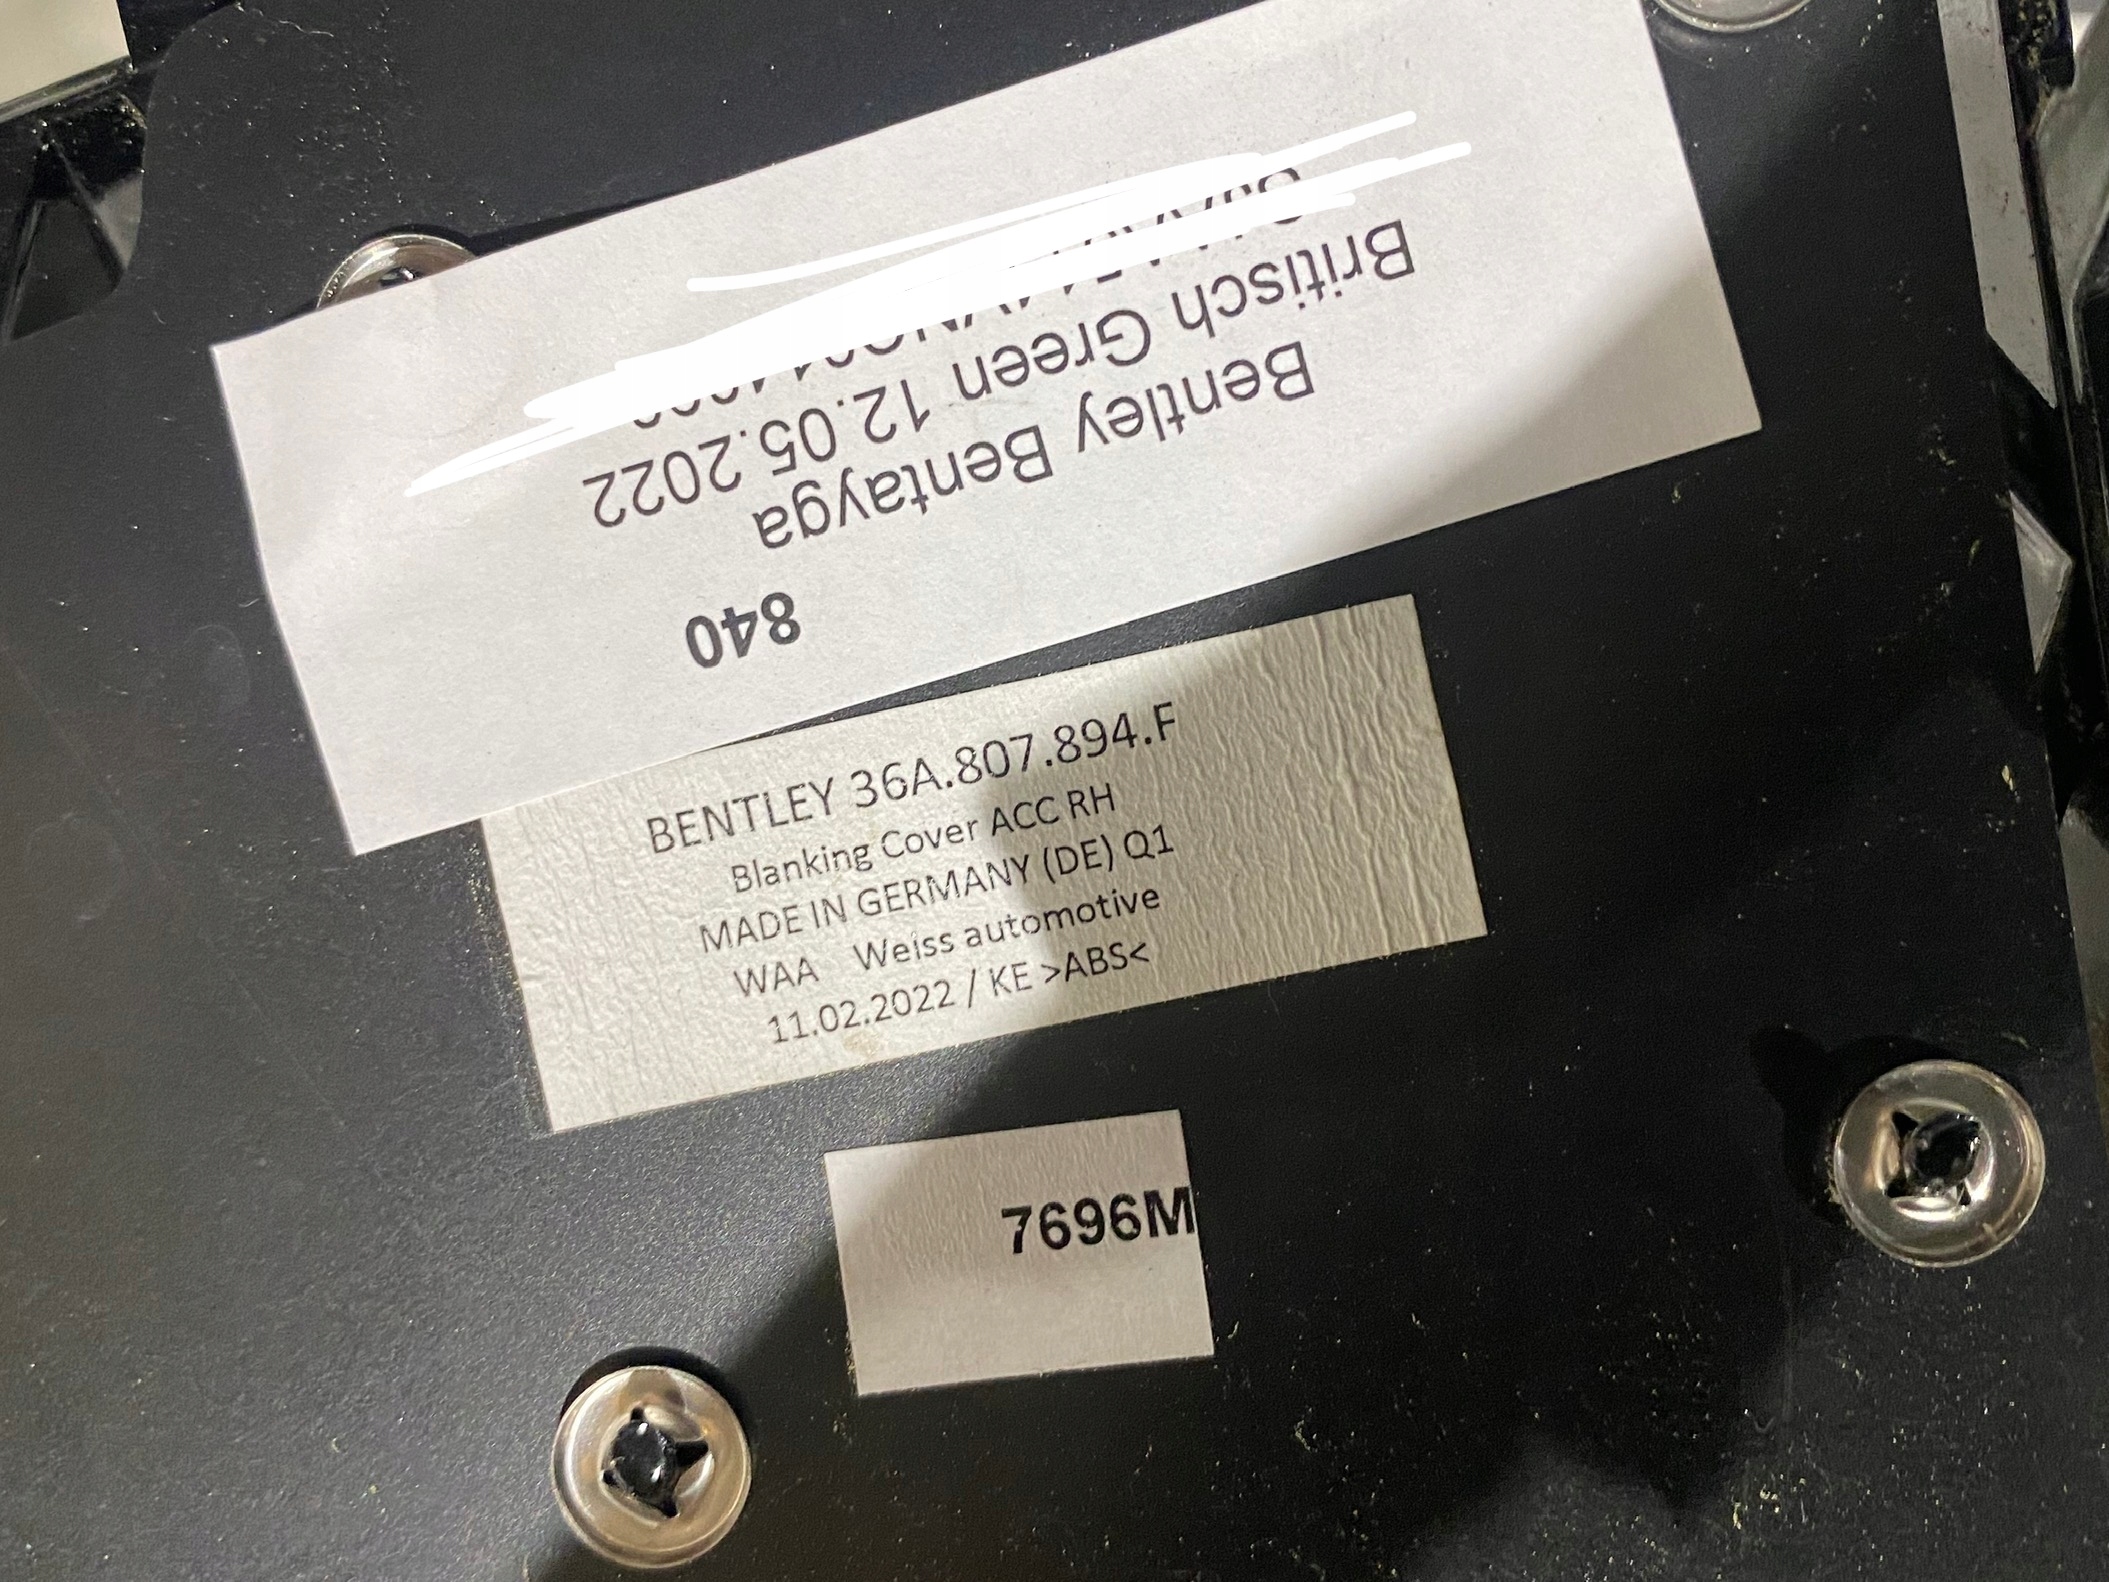 840
Bentley Bentayga
Britisch Green 12.05.2022
BENTLEY 36A.807.894.F
Blanking Cover ACC RH
MADE IN GERMANY (DE) Q1
WAA Weiss automotive
11.02.2022 / KE >ABS<
7696M